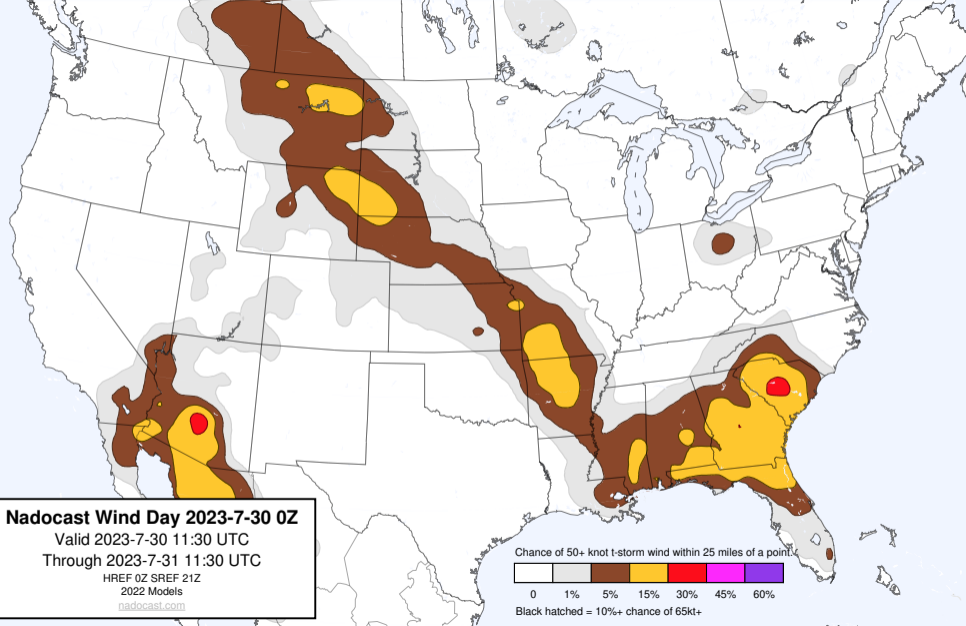 Nadocast Wind Day 2023-7-30 0Z
Valid 2023-7-30 11:30 UTC
Through 2023-7-31 11:30 UTC
HREF 0Z SREF 21Z
2022 Models
nadocast.com
Chance of 50+ knot t-storm wind within 25 miles of a point.
0 1% 5% 15% 30% 45% 60%
Black hatched = 10%+ chance of 65kt+